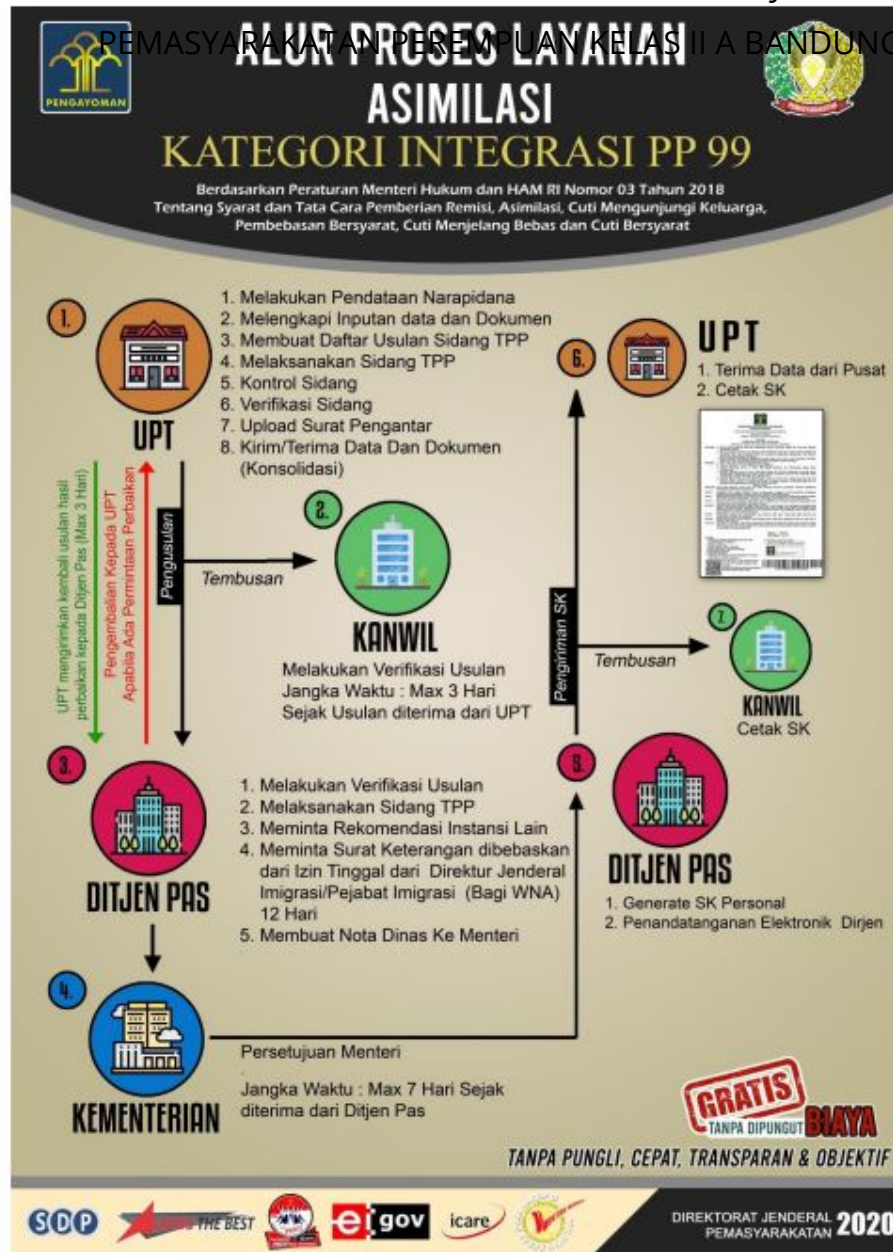 PEMASYARAKATAN PEREMPUAN KELAS II A BANDUNG
ALUR PROSES LAYANAN
ASIMILASI
PENGAYOMAN
KATEGORI INTEGRASI PP 99
Berdasarkan Peraturan Menteri Hukum dan HAM RI Nomor 03 Tahun 2018
Tentang Syarat dan Tata Cara Pemberian Remisi, Asimilasi, Cuti Mengunjungi Keluarga,
Pembebasan Bersyarat, Cuti Menjelang Bebas dan Cuti Bersyarat
1.
UPT
1. Melakukan Pendataan Narapidana
2. Melengkapi Inputan data dan Dokumen
3. Membuat Daftar Usulan Sidang TPP
4. Melaksanakan Sidang TPP
5. Kontrol Sidang
6. Verifikasi Sidang
7. Upload Surat Pengantar
8. Kirim/Terima Data Dan Dokumen
(Konsolidasi)
6.
UPT
1. Terima Data dari Pusat
2. Cetak SK
UPT mengirimkan kembali usulan hasil
perbaikan kepada Ditjen Pas (Max 3 Hari)
Pengembalian Kepada UPT
Apabila Ada Permintaan Perbaikan
Pengusulan
Tembusan
2.
KANWIL
Melakukan Verifikasi Usulan
Jangka Waktu : Max 3 Hari
Sejak Usulan diterima dari UPT
Pengiriman SK
Tembusan
7.
KANWIL
Cetak SK
3.
DITJEN PAS
1. Melakukan Verifikasi Usulan
2. Melaksanakan Sidang TPP
3. Meminta Rekomendasi Instansi Lain
4. Meminta Surat Keterangan dibebaskan
dari Izin Tinggal dari Direktur Jenderal
Imigrasi/Pejabat Imigrasi (Bagi WNA)
12 Hari
5. Membuat Nota Dinas Ke Menteri
5.
DITJEN PAS
1. Generate SK Personal
2. Penandatanganan Elektronik Dirjen
4.
KEMENTERIAN
Persetujuan Menteri
Jangka Waktu : Max 7 Hari Sejak
diterima dari Ditjen Pas
GRATIS
TANPA DIPUNGUT BIAYA
TANPA PUNGLI, CEPAT, TRANSPARAN & OBJEKTIF
SDP
THE BEST
e gov
icare
DIREKTORAT JENDERAL
PEMASYARAKATAN 2020